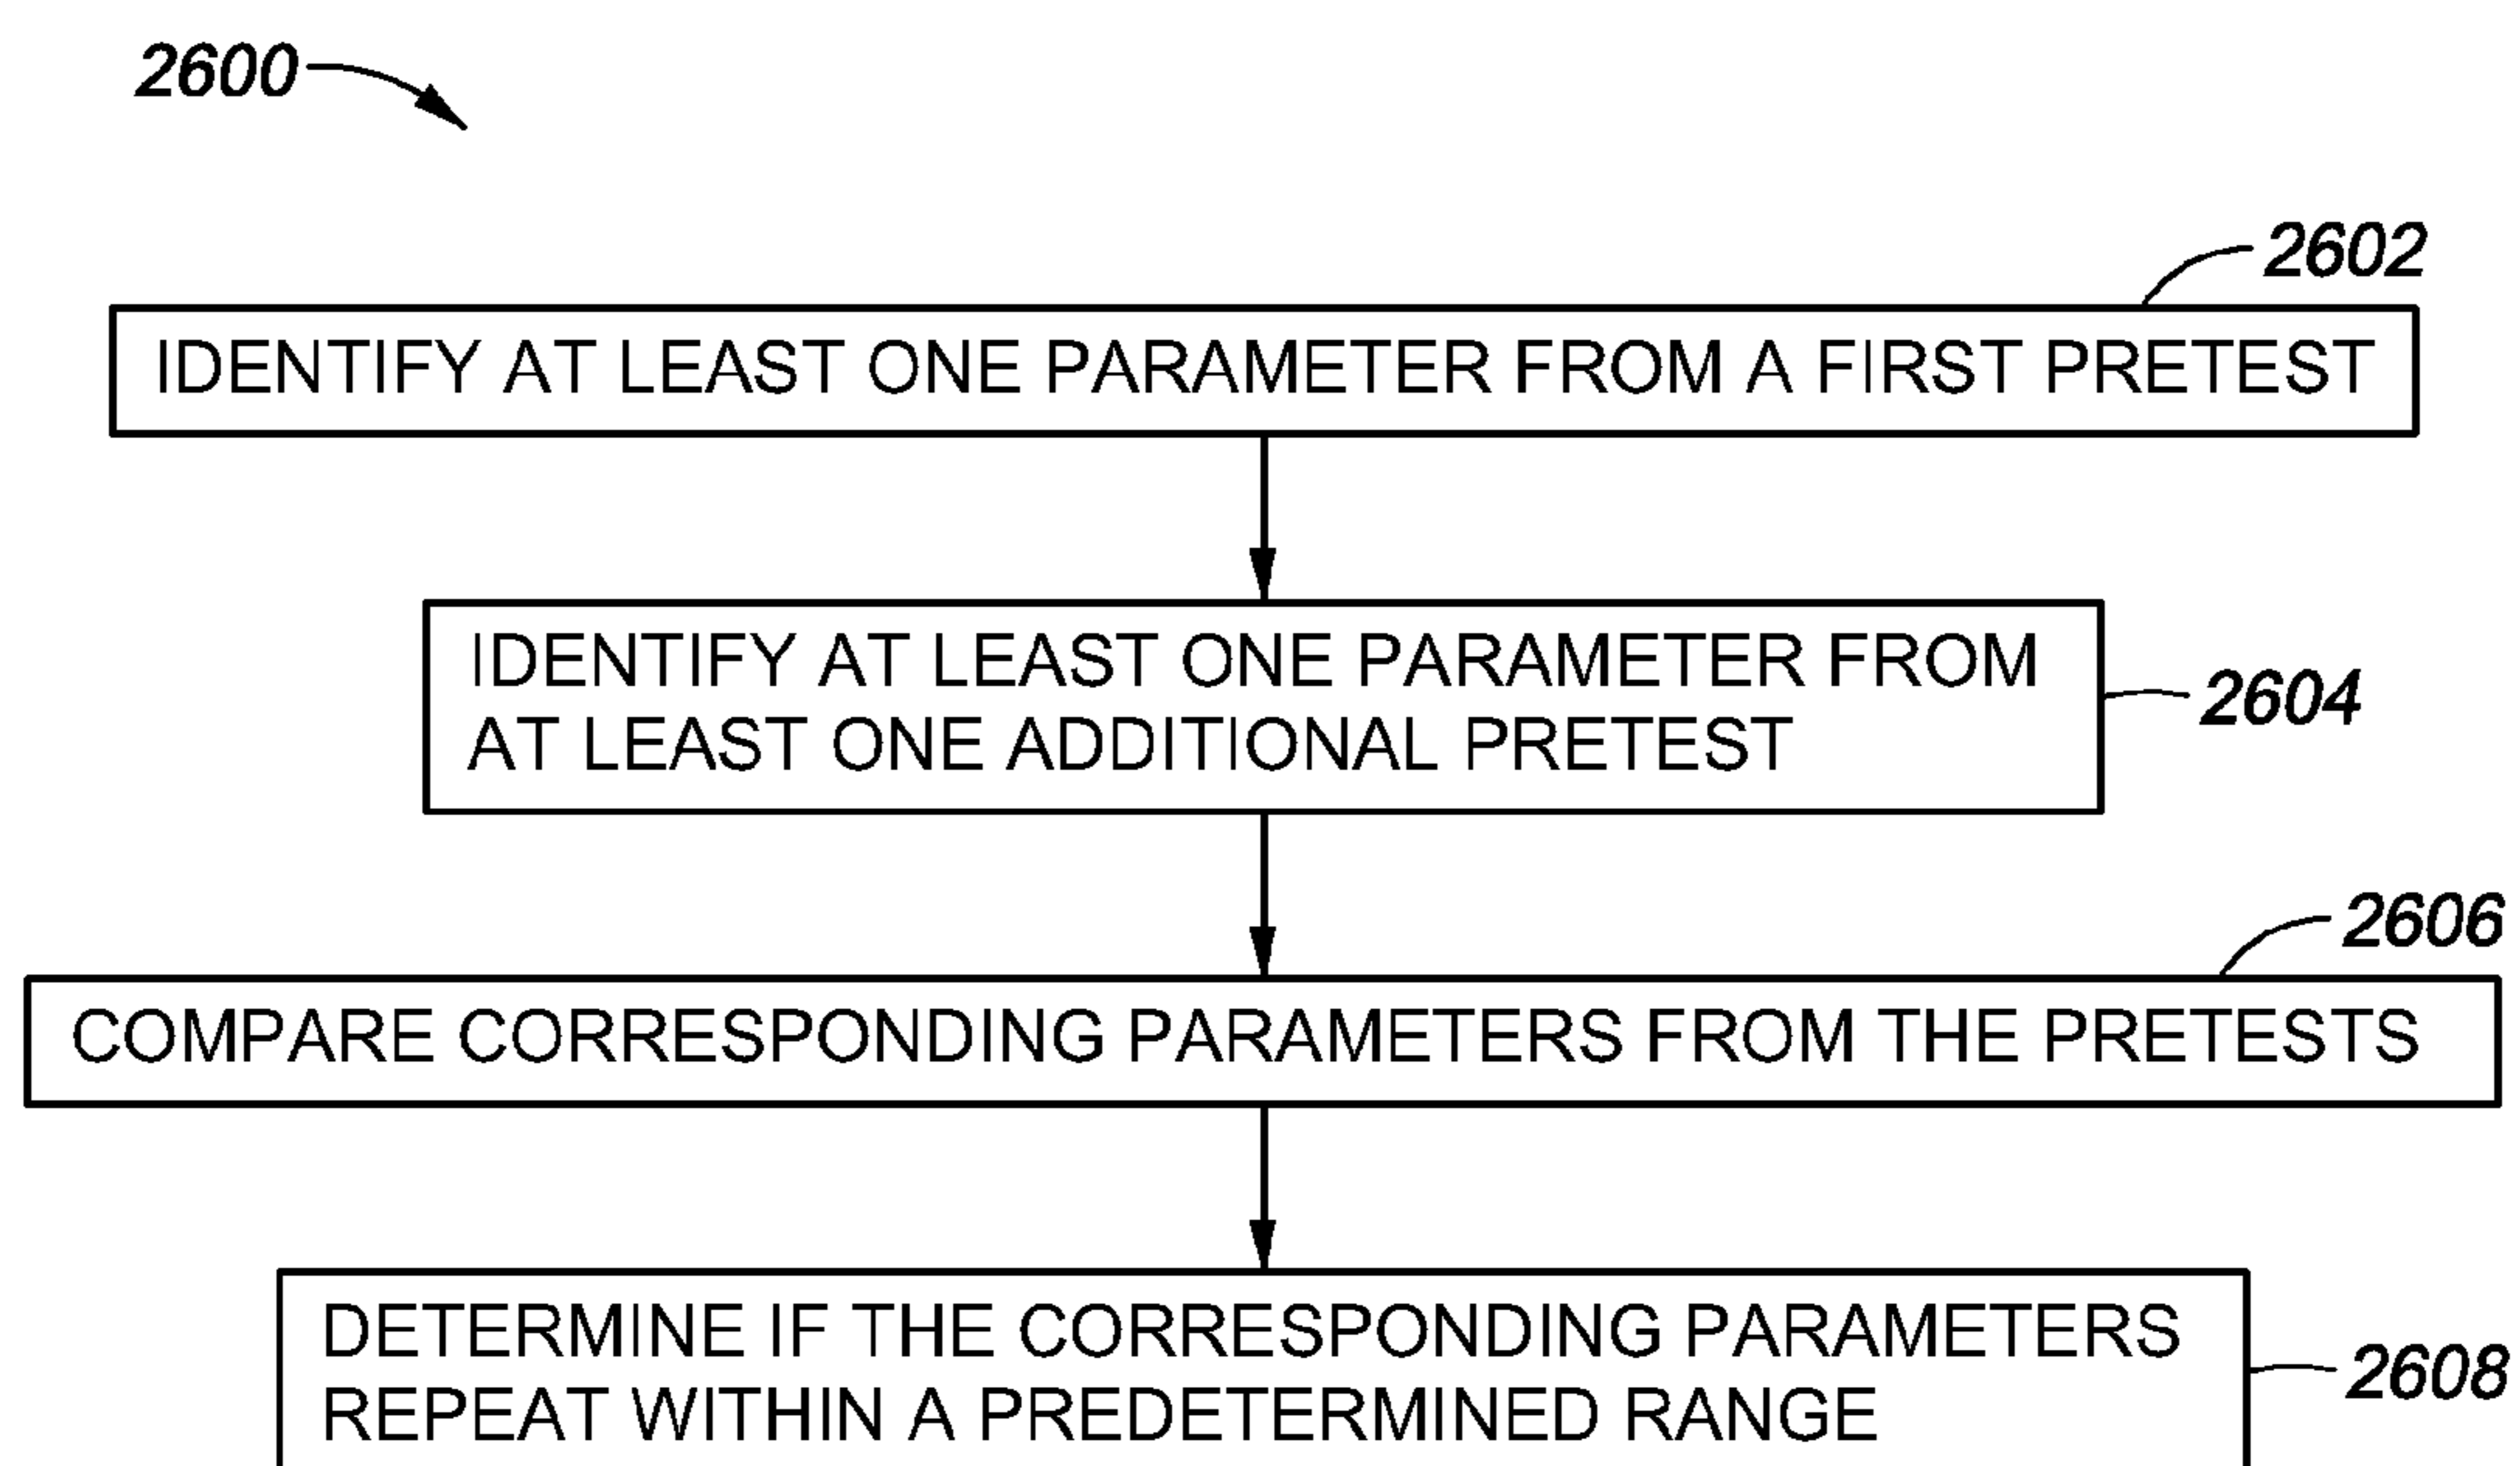 2600
2602
IDENTIFY AT LEAST ONE PARAMETER FROM A FIRST PRETEST
IDENTIFY AT LEAST ONE PARAMETER FROM
AT LEAST ONE ADDITIONAL PRETEST
2604
2606
COMPARE CORRESPONDING PARAMETERS FROM THE PRETESTS
DETERMINE IF THE CORRESPONDING PARAMETERS
REPEAT WITHIN A PREDETERMINED RANGE
2608